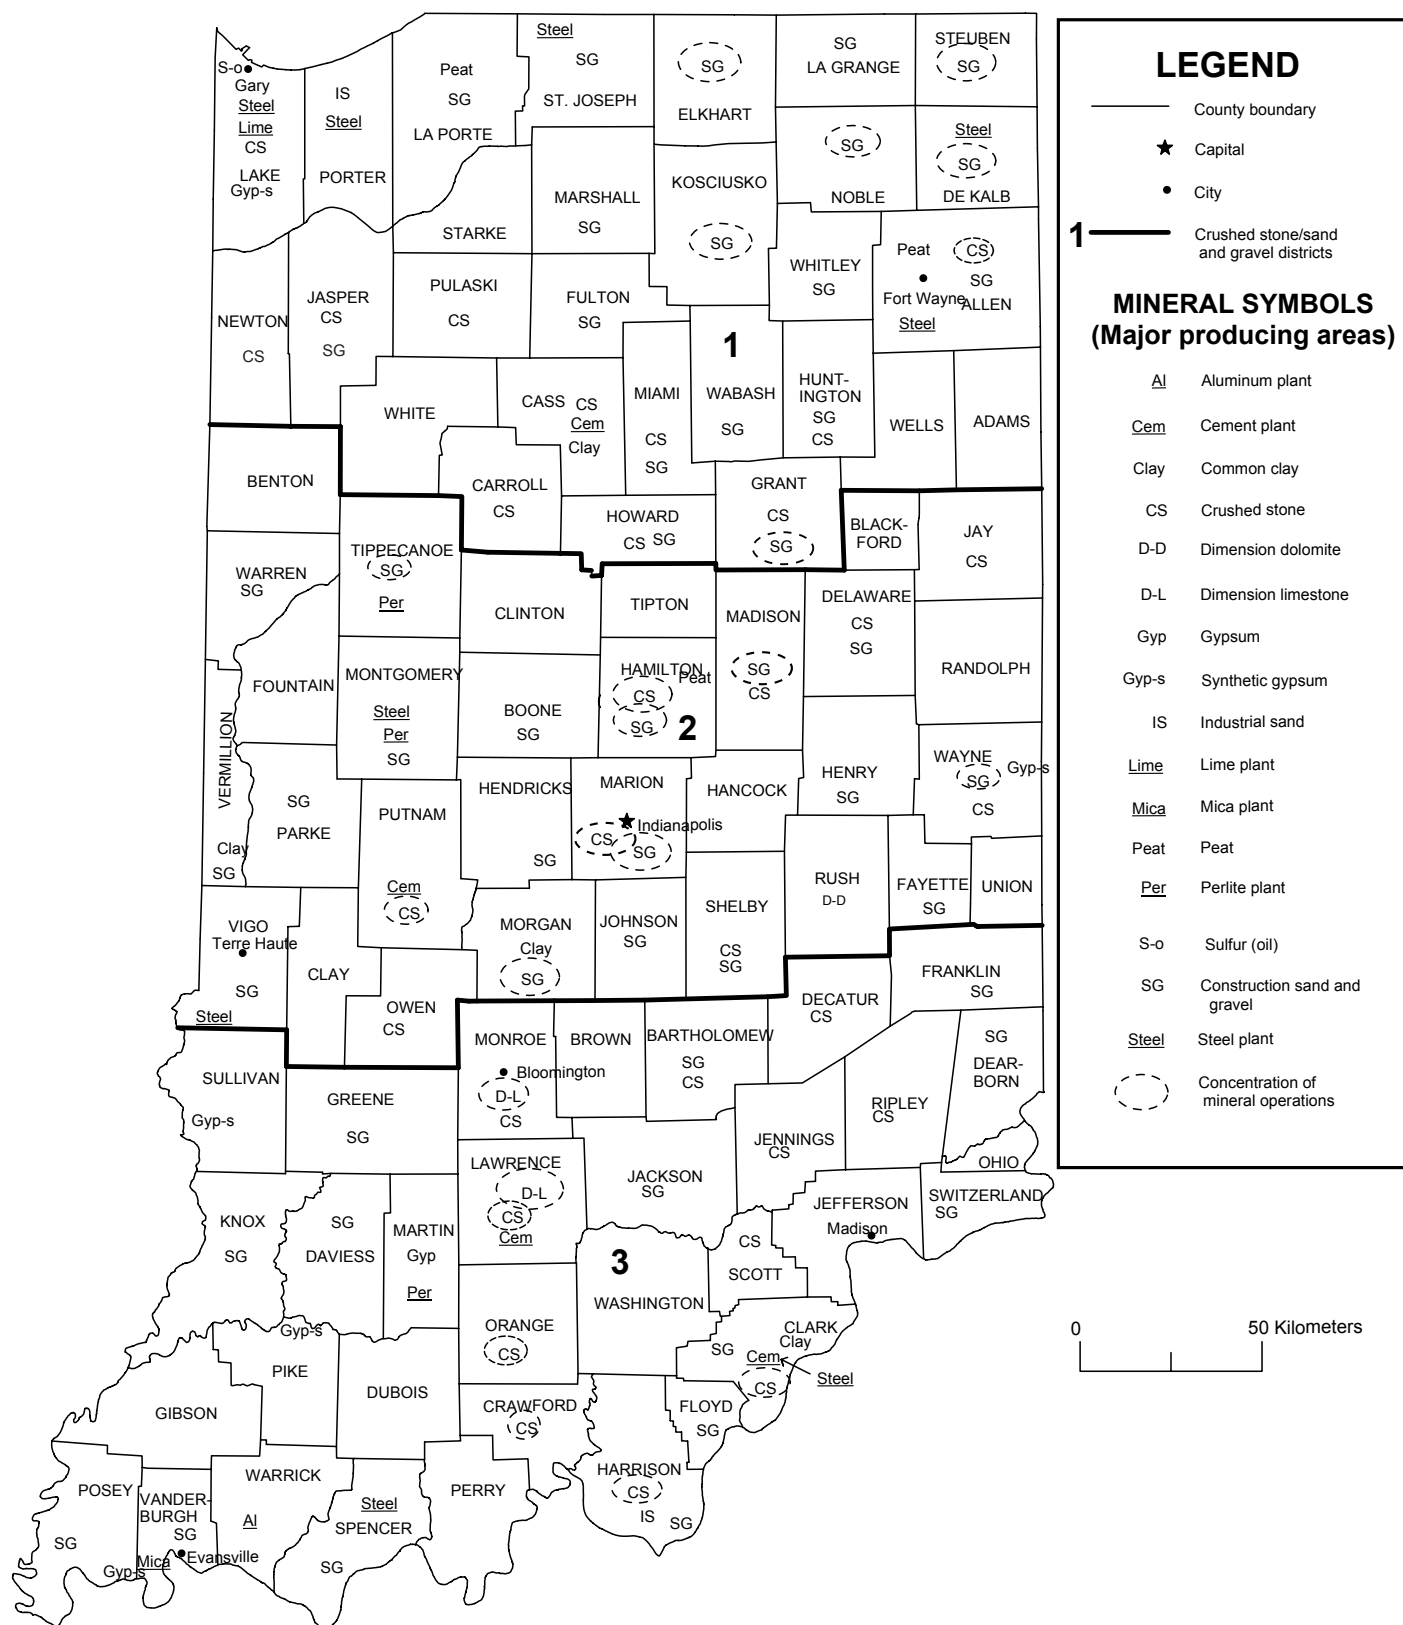 Steel
SG
ST. JOSEPH
SG
ELKHART
SG
LA GRANGE
STEUBEN
SG
S-o
Gary
Steel
Lime
CS
LAKE
Gyp-s
IS
Steel
PORTER
Peat
SG
LA PORTE
SG
NOBLE
Steel
SG
DE KALB
MARSHALL
SG
KOSCIUSKO
SG
STARKE
WHITLEY
SG
Peat
CS
SG
Fort Wayne
ALLEN
Steel
NEWTON
CS
JASPER
CS
SG
PULASKI
CS
FULTON
SG
1
WABASH
SG
MIAMI
CS
SG
HUNT-
INGTON
SG
CS
WELLS
ADAMS
WHITE
CASS
CS
Cem
Clay
BENTON
CARROLL
CS
HOWARD
CS SG
GRANT
CS
SG
BLACK-
FORD
JAY
CS
WARREN
SG
TIPPECANOE
SG
Per
CLINTON
TIPTON
MADISON
SG
CS
DELAWARE
CS
SG
RANDOLPH
FOUNTAIN
MONTGOMERY
Steel
Per
SG
BOONE
SG
HAMILTON
Peat
CS
SG
2
VERMILLION
Clay
SG
SG
PARKE
PUTNAM
Cem
CS
HENDRICKS
SG
MARION
Indianapolis
CS
SG
HANCOCK
HENRY
SG
WAYNE
SG
Gyp-s
CS
VIGO
Terre Haute
SG
Steel
CLAY
OWEN
CS
MORGAN
Clay
SG
JOHNSON
SG
SHELBY
CS
SG
RUSH
D-D
FAYETTE
SG
UNION
FRANKLIN
SG
DECATUR
CS
SULLIVAN
Gyp-s
GREENE
SG
MONROE
Bloomington
D-L
CS
BROWN
BARTHOLOMEW
SG
CS
SG
DEAR-
BORN
RIPLEY
CS
JENNINGS
CS
OHIO
LAWRENCE
D-L
CS
Cem
JACKSON
SG
JEFFERSON
Madison
SWITZERLAND
SG
KNOX
SG
SG
DAVIESS
MARTIN
Gyp
Per
CS
SCOTT
3
WASHINGTON
ORANGE
CS
CLARK
Clay
SG
Cem
CS
Steel
Gyp-s
PIKE
DUBOIS
GIBSON
CRAWFORD
CS
FLOYD
SG
HARRISON
CS
IS
SG
POSEY
SG
Gyp-s
VANDER-
BURGH
SG
Mica
Evansville
WARRICK
Al
Steel
SPENCER
SG
PERRY
LEGEND
County boundary
Capital
City
1
Crushed stone/sand
and gravel districts
MINERAL SYMBOLS
(Major producing areas)
Al Aluminum plant
Cem Cement plant
Clay Common clay
CS Crushed stone
D-D Dimension dolomite
D-L Dimension limestone
Gyp Gypsum
Gyp-s Synthetic gypsum
IS Industrial sand
Lime Lime plant
Mica Mica plant
Peat Peat
Per Perlite plant
S-o Sulfur (oil)
SG Construction sand and
gravel
Steel Steel plant
Concentration of
mineral operations
0 50 Kilometers